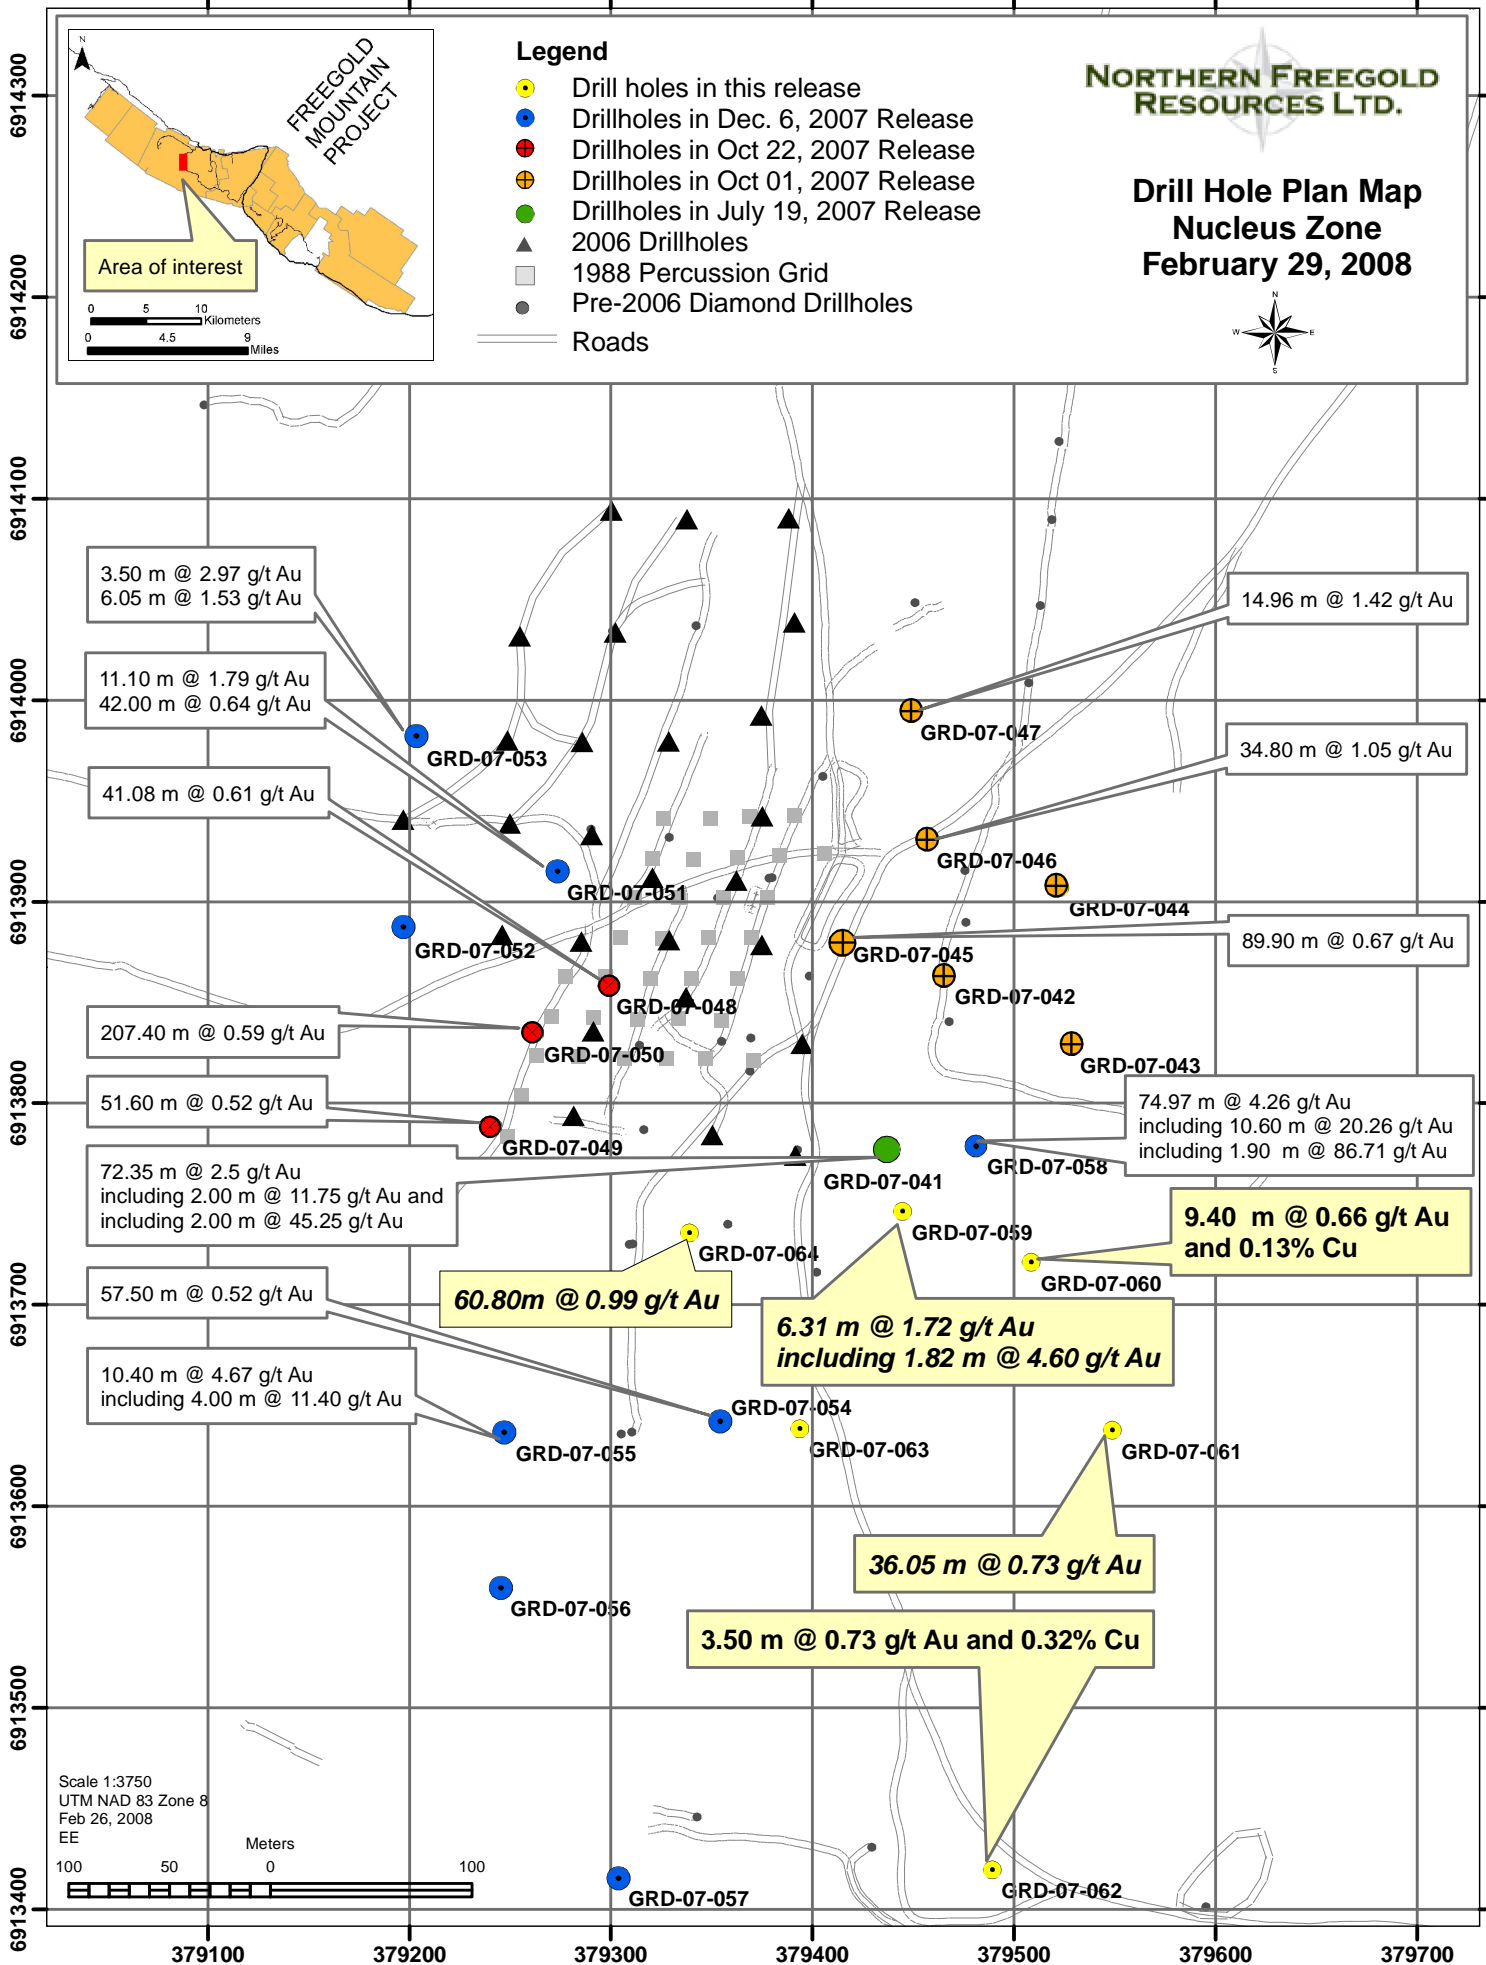 N
FREEGOLD
MOUNTAIN
PROJECT
Area of interest
0 5 10
Kilometers
0 4.5 9
Miles
Legend
Drill holes in this release
Drillholes in Dec. 6, 2007 Release
Drillholes in Oct 22, 2007 Release
Drillholes in Oct 01, 2007 Release
Drillholes in July 19, 2007 Release
2006 Drillholes
1988 Percussion Grid
Pre-2006 Diamond Drillholes
Roads
NORTHERN FREEGOLD
RESOURCES LTD.
Drill Hole Plan Map
Nucleus Zone
February 29, 2008
N
W E
S
6914300
6914200
6914100
6914000
6913900
6913800
6913700
6913600
6913500
6913400
3.50 m @ 2.97 g/t Au
6.05 m @ 1.53 g/t Au
14.96 m @ 1.42 g/t Au
11.10 m @ 1.79 g/t Au
42.00 m @ 0.64 g/t Au
GRD-07-047
GRD-07-053
34.80 m @ 1.05 g/t Au
41.08 m @ 0.61 g/t Au
GRD-07-046
GRD-07-051
GRD-07-044
GRD-07-052
GRD-07-045
89.90 m @ 0.67 g/t Au
GRD-07-042
GRD-07-048
207.40 m @ 0.59 g/t Au
GRD-07-050
GRD-07-043
51.60 m @ 0.52 g/t Au
74.97 m @ 4.26 g/t Au
including 10.60 m @ 20.26 g/t Au
including 1.90 m @ 86.71 g/t Au
GRD-07-049
GRD-07-058
72.35 m @ 2.5 g/t Au
including 2.00 m @ 11.75 g/t Au and
including 2.00 m @ 45.25 g/t Au
GRD-07-041
GRD-07-059
9.40 m @ 0.66 g/t Au
and 0.13% Cu
GRD-07-064
GRD-07-060
57.50 m @ 0.52 g/t Au
60.80m @ 0.99 g/t Au
6.31 m @ 1.72 g/t Au
including 1.82 m @ 4.60 g/t Au
10.40 m @ 4.67 g/t Au
including 4.00 m @ 11.40 g/t Au
GRD-07-054
GRD-07-055
GRD-07-063
GRD-07-061
36.05 m @ 0.73 g/t Au
GRD-07-056
3.50 m @ 0.73 g/t Au and 0.32% Cu
Scale 1:3750
UTM NAD 83 Zone 8
Feb 26, 2008
EE
Meters
100 50 0 100
GRD-07-057
GRD-07-062
379100 379200 379300 379400 379500 379600 379700